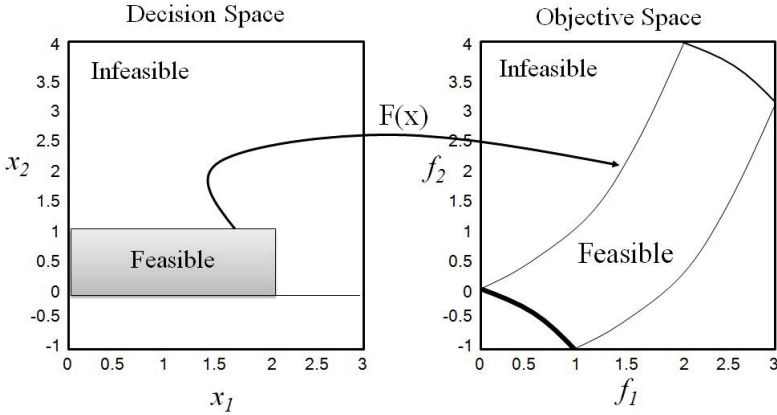 Decision Space
Objective Space
4
3.5
3
2.5
2
1.5
1
0.5
0
-0.5
-1
x2
Infeasible
Feasible
0 0.5 1 1.5 2 2.5 3
x1
F(x)
4
3.5
3
2.5
2
1.5
1
0.5
0
-0.5
-1
f2
Infeasible
Feasible
0 0.5 1 1.5 2 2.5 3
f1